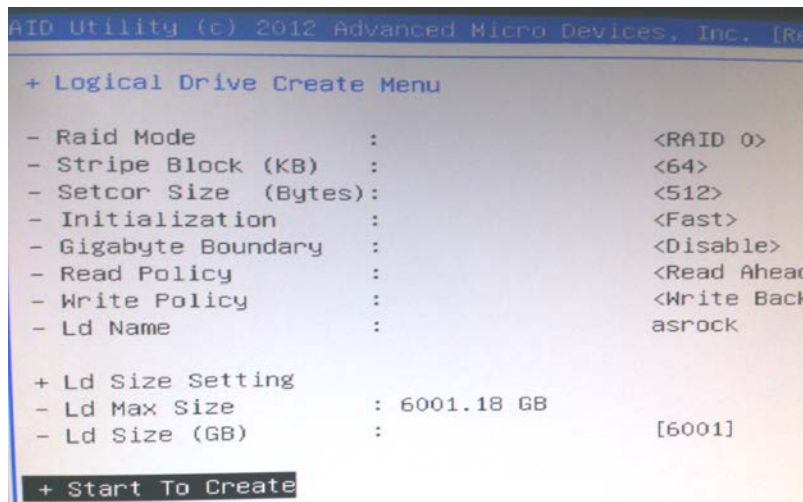 AID Utility (c) 2012 Advanced Micro Devices, Inc. [RA
+ Logical Drive Create Menu
- Raid Mode : <RAID 0>
- Stripe Block (KB) : <64>
- Setcor Size (Bytes): <512>
- Initialization : <Fast>
- Gigabyte Boundary : <Disable>
- Read Policy : <Read Ahead
- Write Policy : <Write Back
- Ld Name : asrock
+ Ld Size Setting
- Ld Max Size : 6001.18 GB
- Ld Size (GB) : [6001]
+ Start To Create